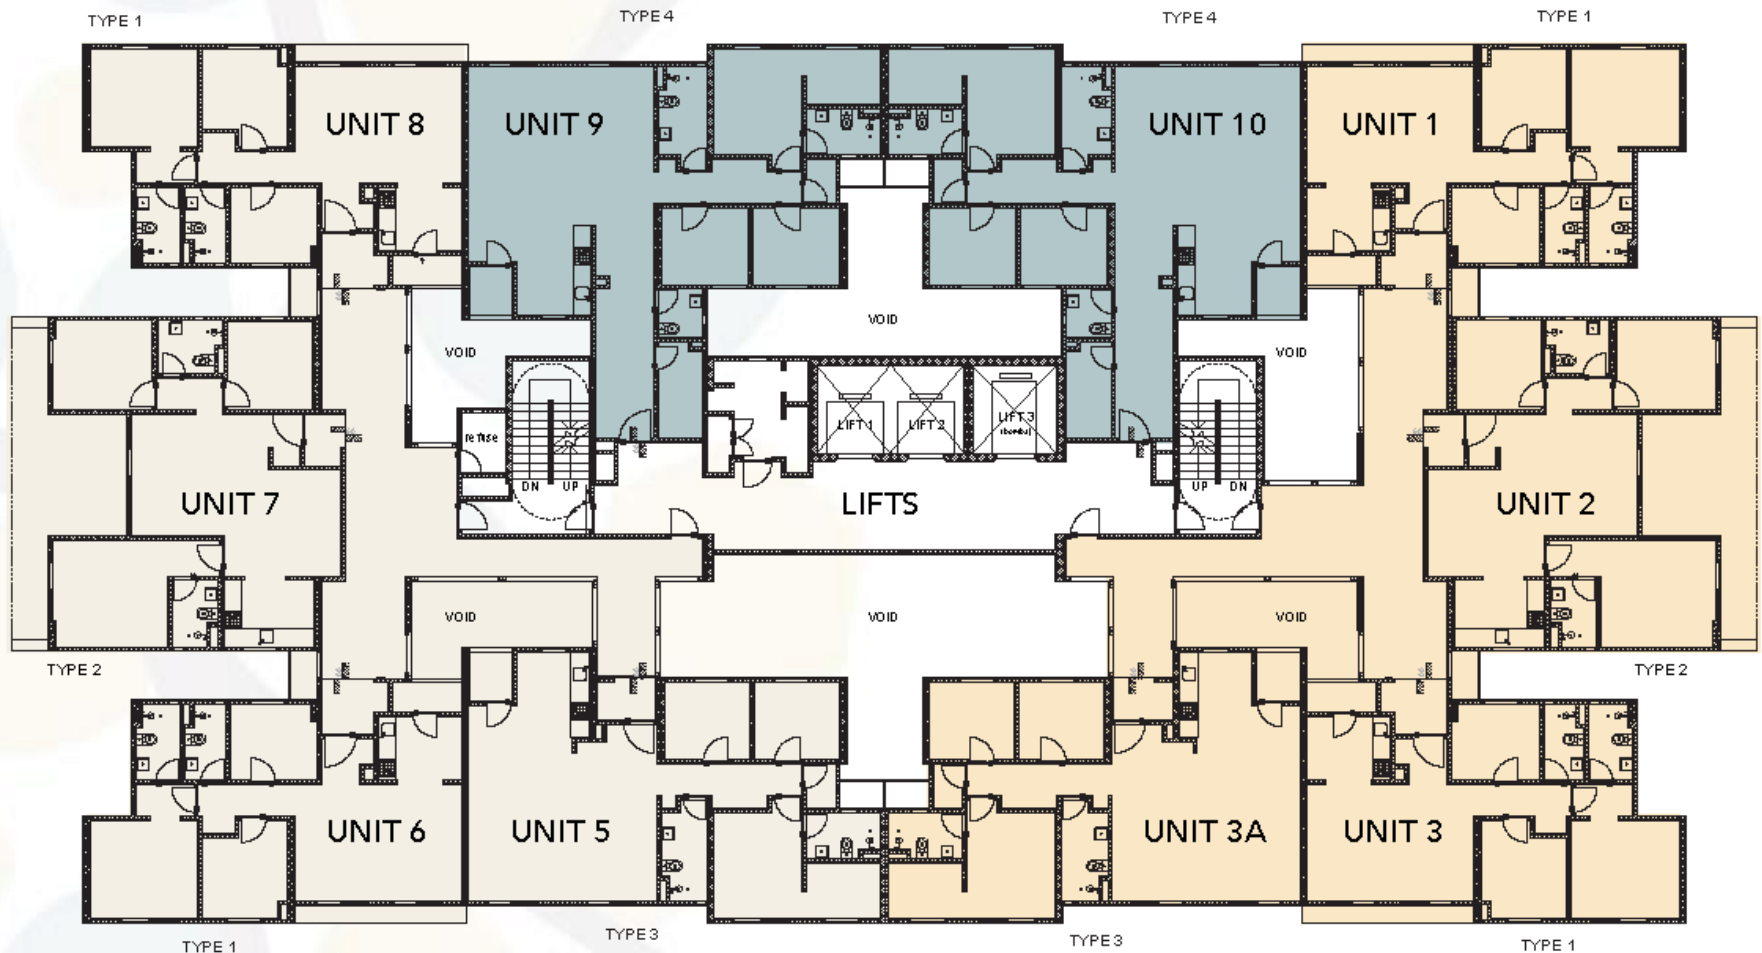 TYPE 1
TYPE 4
TYPE 4
TYPE 1
UNIT 8
UNIT 9
UNIT 10
UNIT 1
VOID
VOID
VOID
LIFT 1
LIFT 2
LIFT 3
refuse
DN
UP
UP
DN
UNIT 7
LIFTS
UNIT 2
VOID
VOID
VOID
TYPE 2
TYPE 2
UNIT 6
UNIT 5
UNIT 3A
UNIT 3
TYPE 1
TYPE 3
TYPE 3
TYPE 1